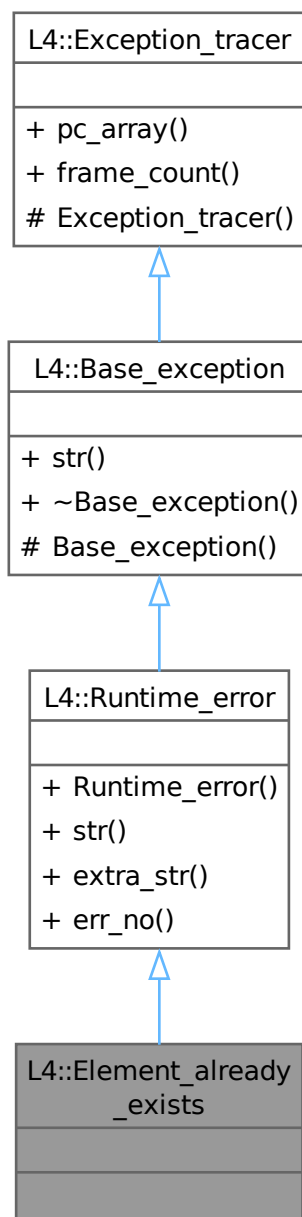 L4::Exception_tracer
+ pc_array()
+ frame_count()
# Exception_tracer()
L4::Base_exception
+ str()
+ ~Base_exception()
# Base_exception()
L4::Runtime_error
+ Runtime_error()
+ str()
+ extra_str()
+ err_no()
L4::Element_already
_exists